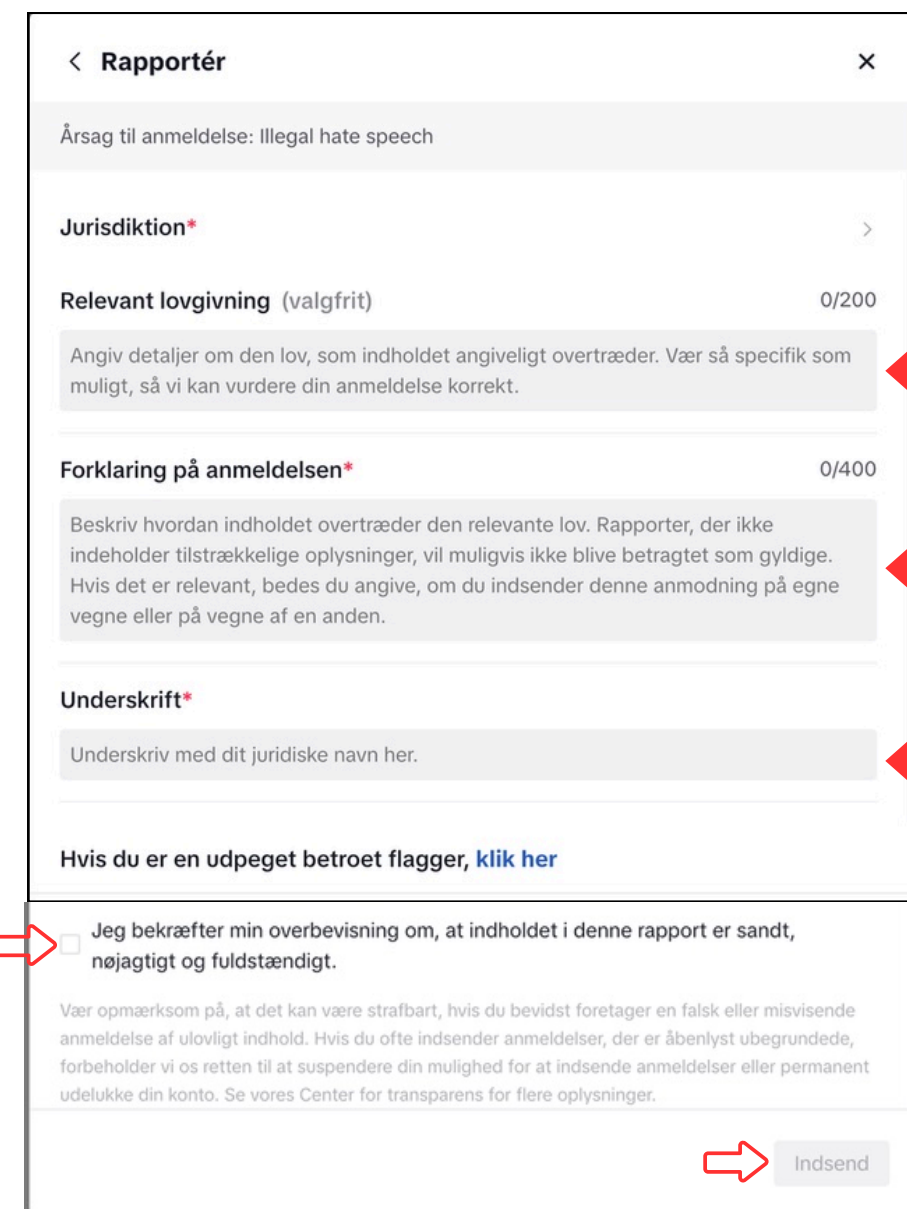 Rapportér
Årsag til anmeldelse: Illegal hate speech
Jurisdiktion*
Relevant lovgivning (valgfrit) 0/200
Angiv detaljer om den lov, som indholdet angiveligt overtræder. Vær så specifik som
muligt, så vi kan vurdere din anmeldelse korrekt.
Forklaring på anmeldelsen* 0/400
Beskriv hvordan indholdet overtræder den relevante lov. Rapporter, der ikke
indeholder tilstrækkelige oplysninger, vil muligvis ikke blive betragtet som gyldige.
Hvis det er relevant, bedes du angive, om du indsender denne anmodning på egne
vegne eller på vegne af en anden.
Underskrift*
Underskriv med dit juridiske navn her.
Hvis du er en udpeget betroet flagger, klik her
Jeg bekræfter min overbevisning om, at indholdet i denne rapport er sandt,
nøjagtigt og fuldstændigt.
Vær opmærksom på, at det kan være strafbart, hvis du bevidst foretager en falsk eller misvisende
anmeldelse af ulovligt indhold. Hvis du ofte indsender anmeldelser, der er åbenlyst ubegrundede,
forbeholder vi os retten til at suspendere din mulighed for at indsende anmeldelser eller permanent
udelukke din konto. Se vores Center for transparens for flere oplysninger.
Indsend